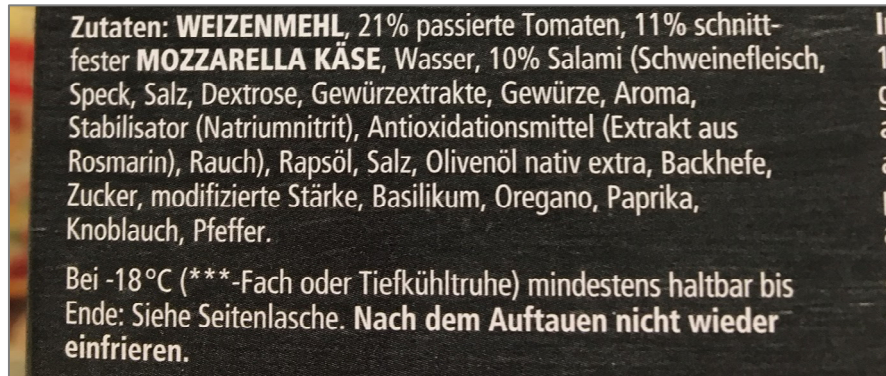 Zutaten: WEIZENMEHL, 21% passierte Tomaten, 11% schnitt-
fester MOZZARELLA KÄSE, Wasser, 10% Salami (Schweinefleisch,
Speck, Salz, Dextrose, Gewürzextrakte, Gewürze, Aroma,
Stabilisator (Natriumnitrit), Antioxidationsmittel (Extrakt aus
Rosmarin), Rauch), Rapsöl, Salz, Olivenöl nativ extra, Backhefe,
Zucker, modifizierte Stärke, Basilikum, Oregano, Paprika,
Knoblauch, Pfeffer.
Bei -18°C (***-Fach oder Tiefkühltruhe) mindestens haltbar bis
Ende: Siehe Seitenlasche. Nach dem Auftauen nicht wieder
einfrieren.